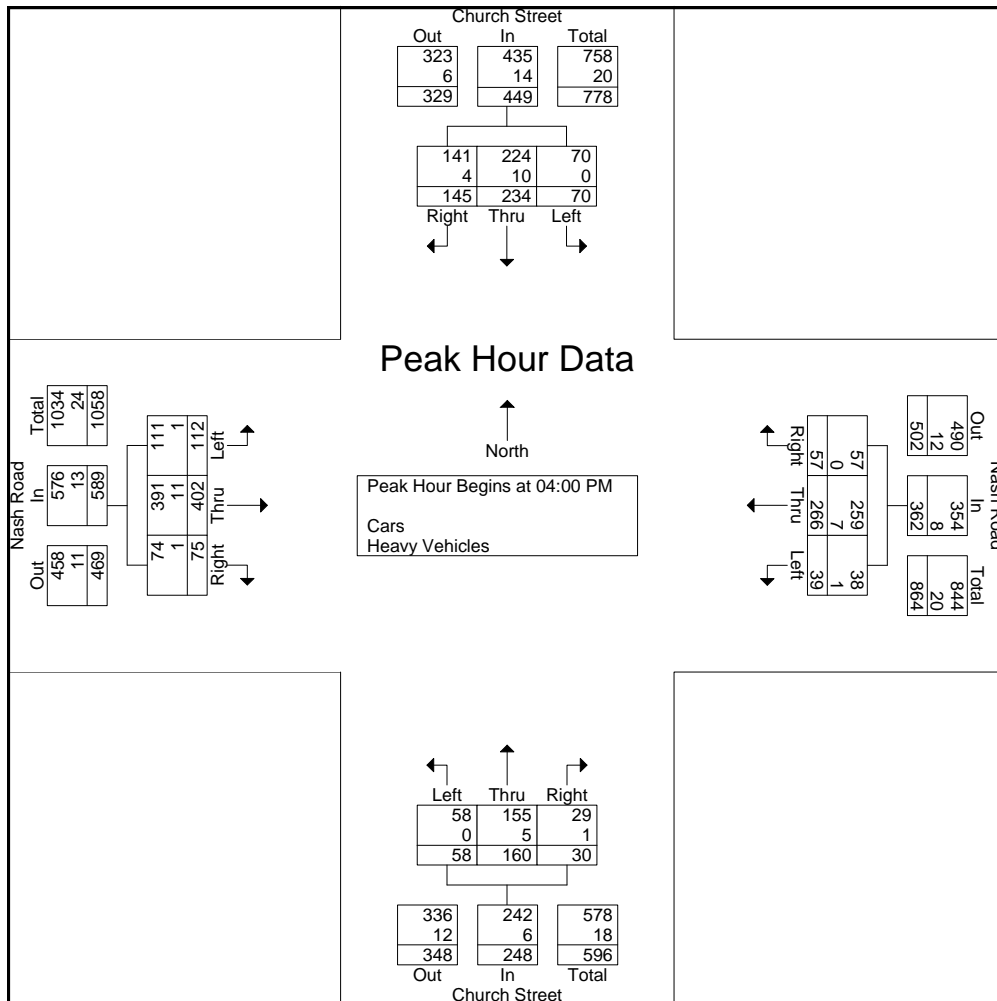 Church Street
Out In Total
323 435 758
6 14 20
329 449 778
141 224 70
4 10 0
145 234 70
Right Thru Left
Peak Hour Data
North
Peak Hour Begins at 04:00 PM
Cars
Heavy Vehicles
Nash Road
Total In Out
1034 576 458
24 13 11
1058 589 469
Left Thru Right
111 391 74
1 11 1
112 402 75
Nash Road
Out In Total
490 354 844
12 8 20
502 362 864
57 259 38
0 7 1
57 266 39
Right Thru Left
Left Thru Right
58 155 29
0 5 1
58 160 30
336 242 578
12 6 18
348 248 596
Out In Total
Church Street